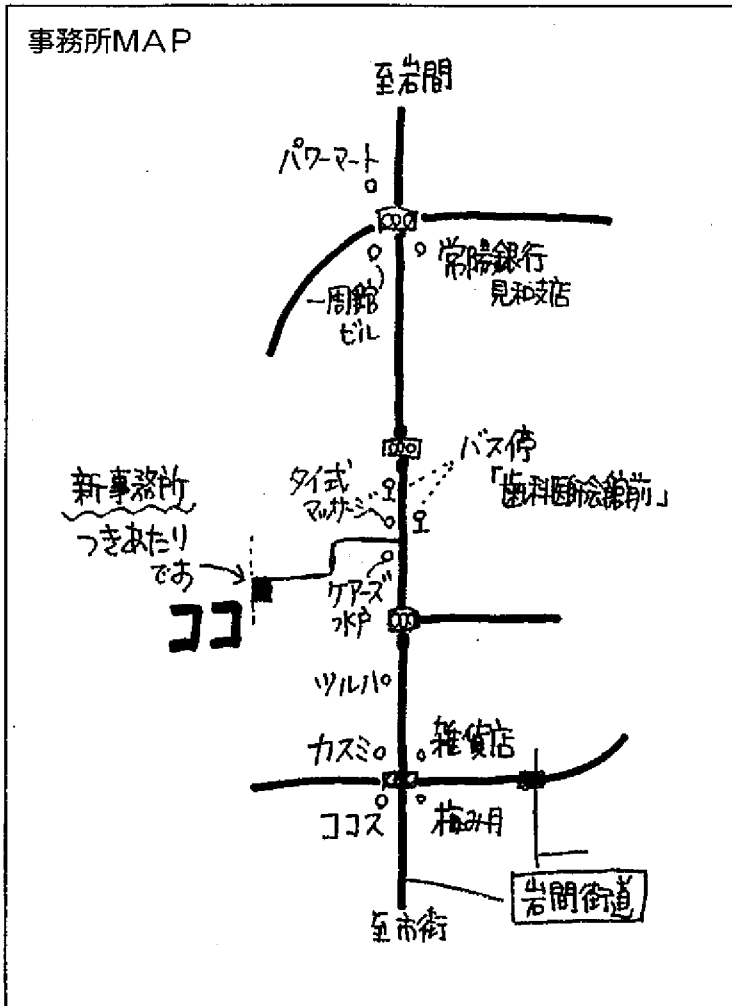 事務所MAP
至岩間
パワーマート
常陽銀行
見和支店
一周館
ビル
バス停
「歯科医師会館前」
タイ式
マッサージ
新事務所
つきあたり
です
ココ
ケアーズ
水戸
ツルハ
カスミ
雑貨店
ココス
梅み月
岩間街道
至市街